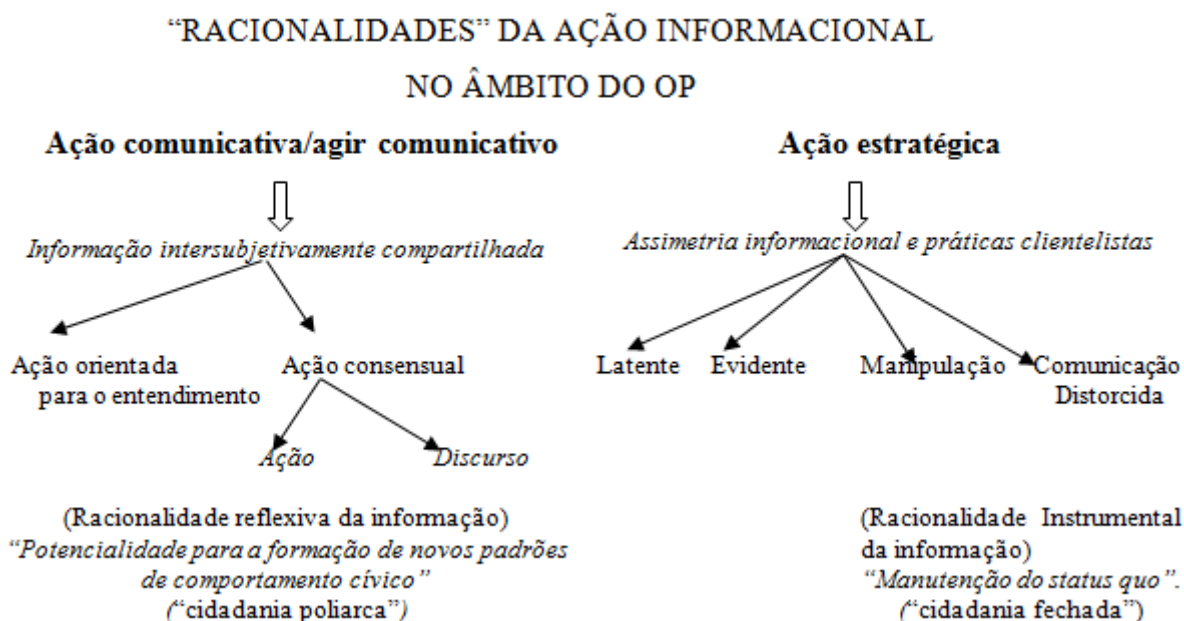 “RACIONALIDADES” DA AÇÃO INFORMACIONAL
NO ÂMBITO DO OP
Ação comunicativa/agir comunicativo
Informação intersubjetivamente compartilhada
Ação orientada
para o entendimento
Ação consensual
Ação
Discurso
(Racionalidade reflexiva da informação)
“Potencialidade para a formação de novos padrões
de comportamento cívico”
(“cidadania poliarca”)
Ação estratégica
Assimetria informacional e práticas clientelistas
Latente
Evidente
Manipulação
Comunicação
Distorcida
(Racionalidade Instrumental
da informação)
“Manutenção do status quo”.
(“cidadania fechada”)